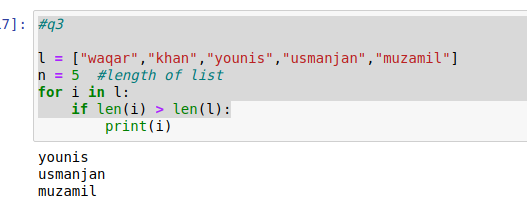 .7]: #q3
l = ["waqar","khan","younis","usmanjan","muzamil"]
n = 5  #length of list
for i in l:
    if len(i) > len(l):
        print(i)
younis
usmanjan
muzamil